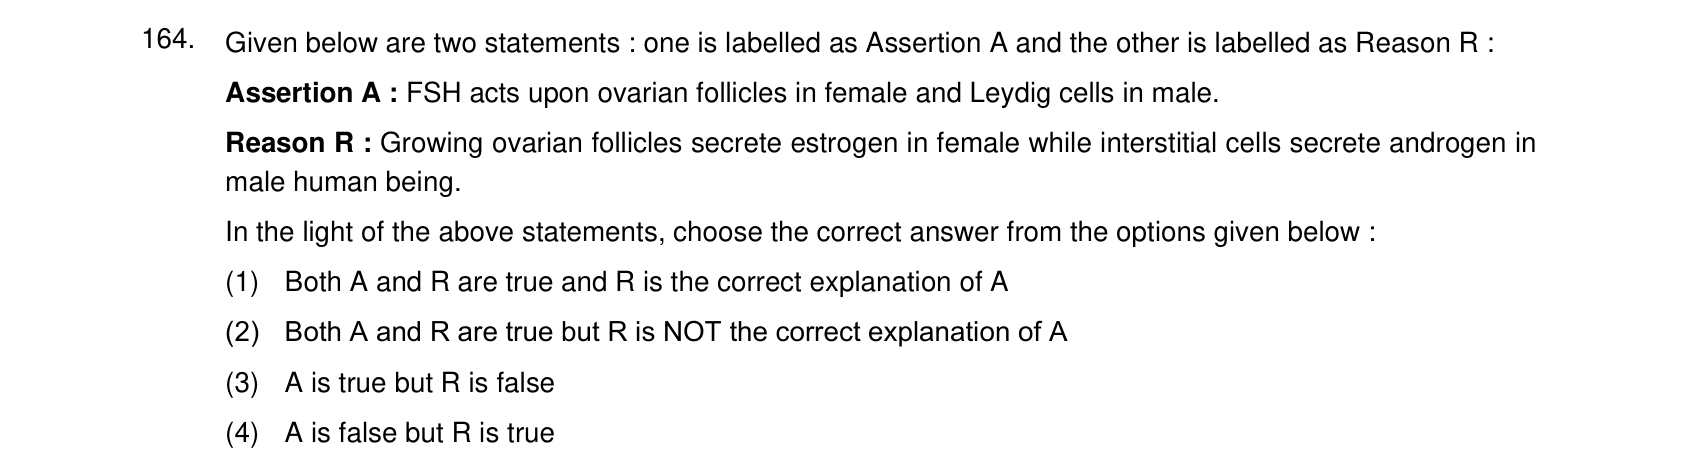 164. Given below are two statements : one is labelled as Assertion A and the other is labelled as Reason R :
Assertion A : FSH acts upon ovarian follicles in female and Leydig cells in male.
Reason R : Growing ovarian follicles secrete estrogen in female while interstitial cells secrete androgen in
male human being.
In the light of the above statements, choose the correct answer from the options given below :
(1) Both A and R are true and R is the correct explanation of A
(2) Both A and R are true but R is NOT the correct explanation of A
(3) A is true but R is false
(4) A is false but R is true